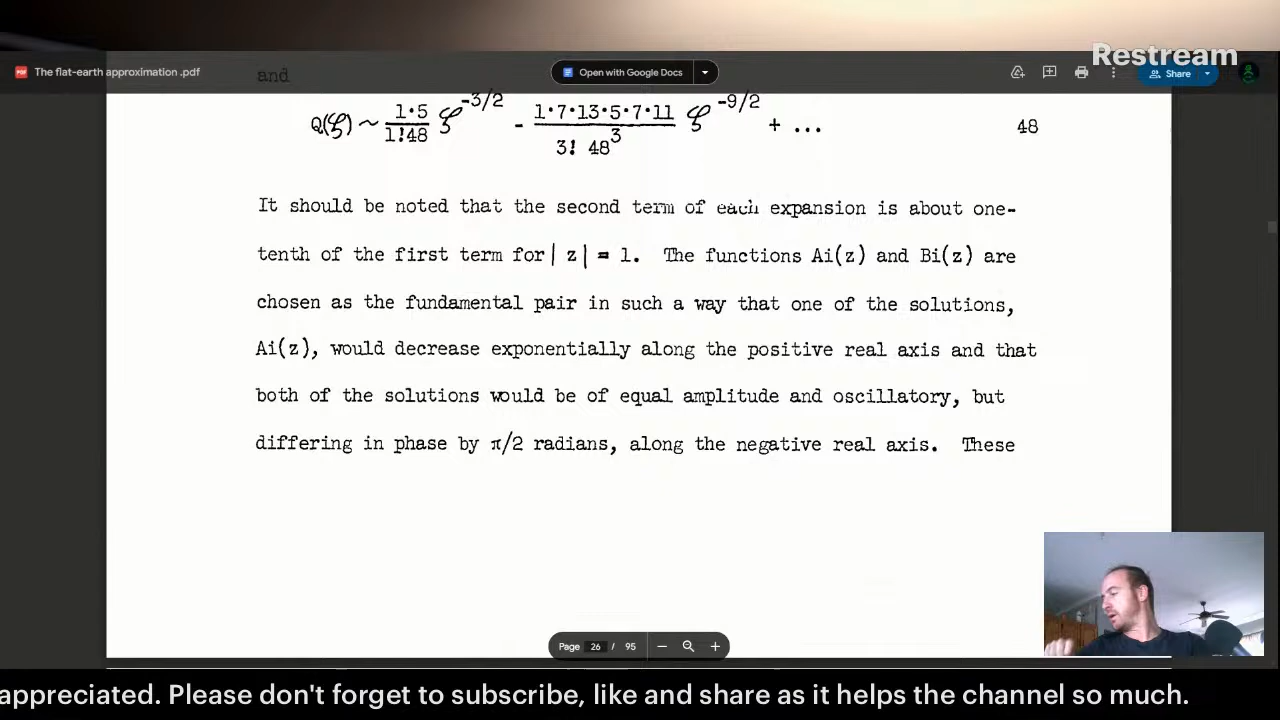 Restream
The flat-earth approximation .pdf
Open with Google Docs
Share
and
Q(ζ) ~ 1·5/1!48 ζ^-3/2 - 1·7·13·5·7·11/3! 48^3 ζ^-9/2 + ... 48
It should be noted that the second term of each expansion is about one-
tenth of the first term for | z | = 1. The functions Ai(z) and Bi(z) are
chosen as the fundamental pair in such a way that one of the solutions,
Ai(z), would decrease exponentially along the positive real axis and that
both of the solutions would be of equal amplitude and oscillatory, but
differing in phase by π/2 radians, along the negative real axis. These
Page 26 / 95
appreciated. Please don't forget to subscribe, like and share as it helps the channel so much.